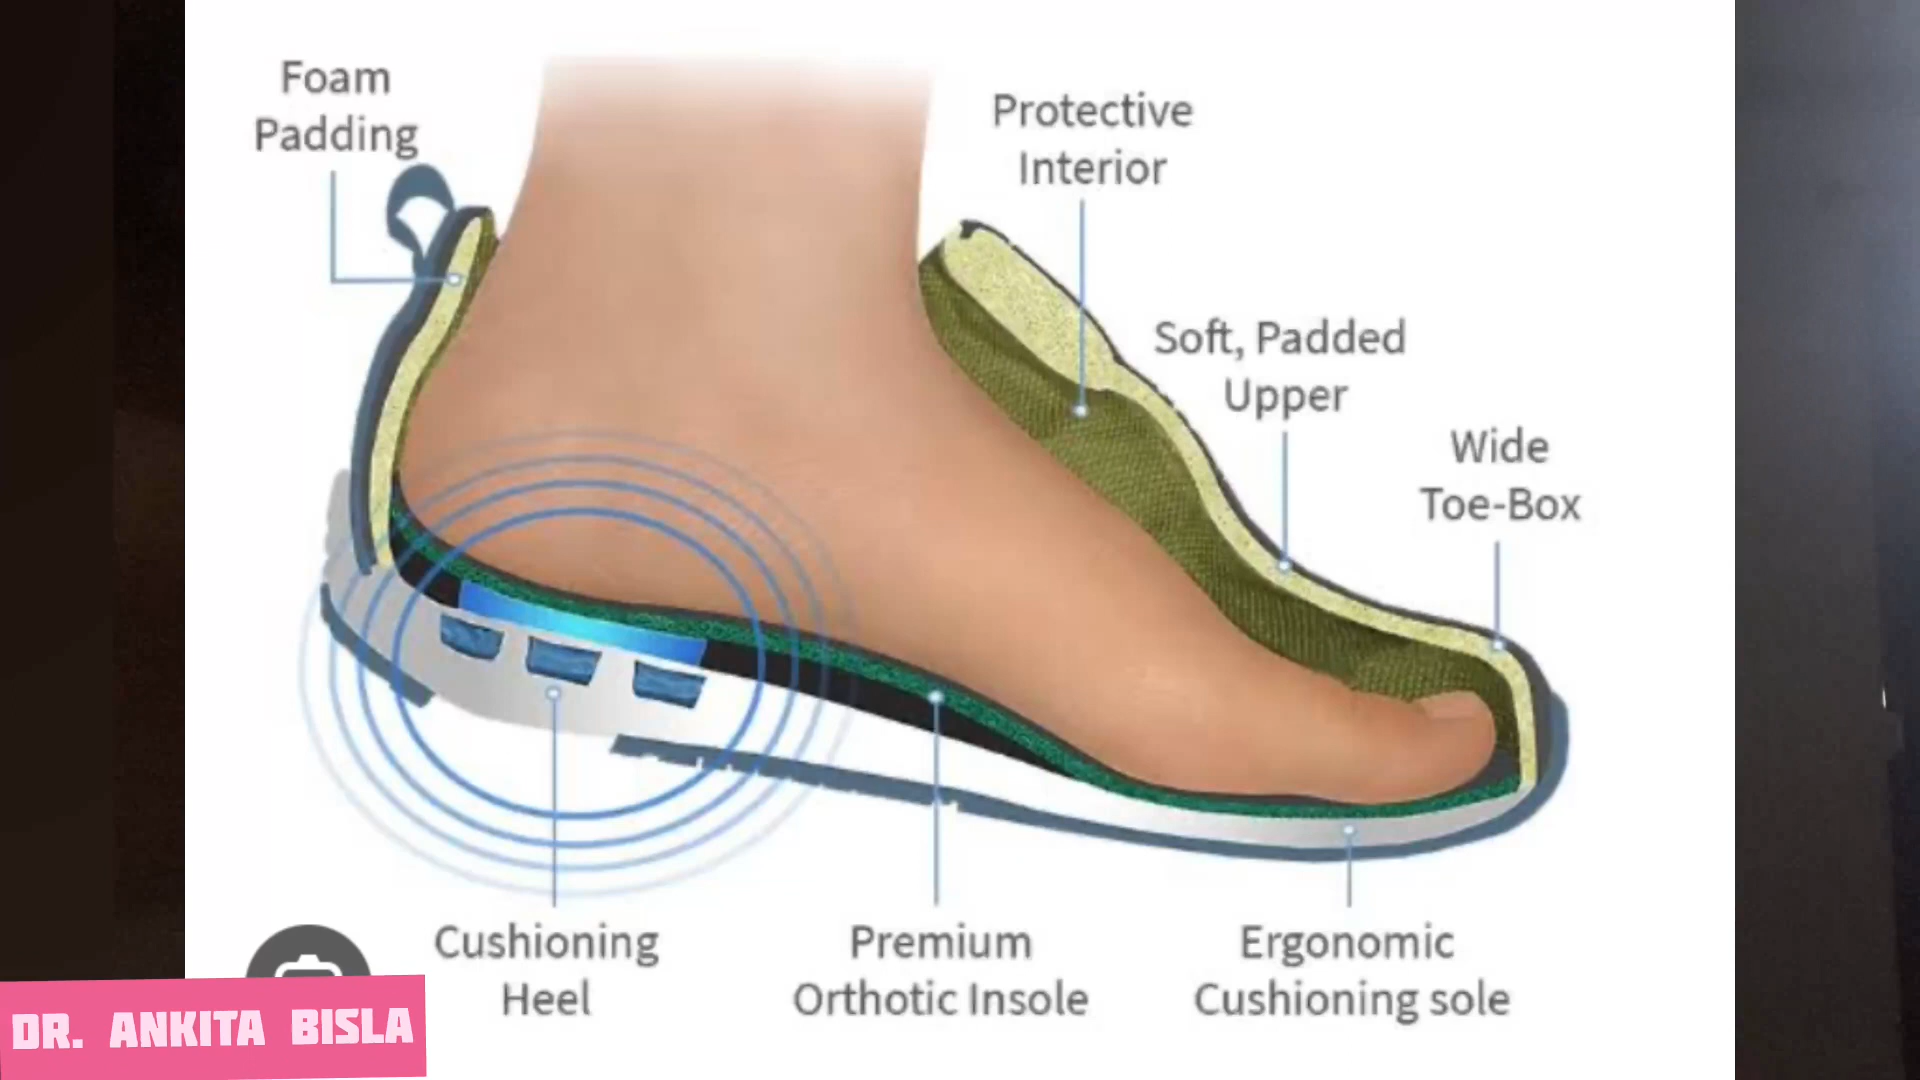 Foam
Padding
Protective
Interior
Soft, Padded
Upper
Wide
Toe-Box
Cushioning
Heel
Premium
Orthotic Insole
Ergonomic
Cushioning sole
DR. ANKITA BISLA